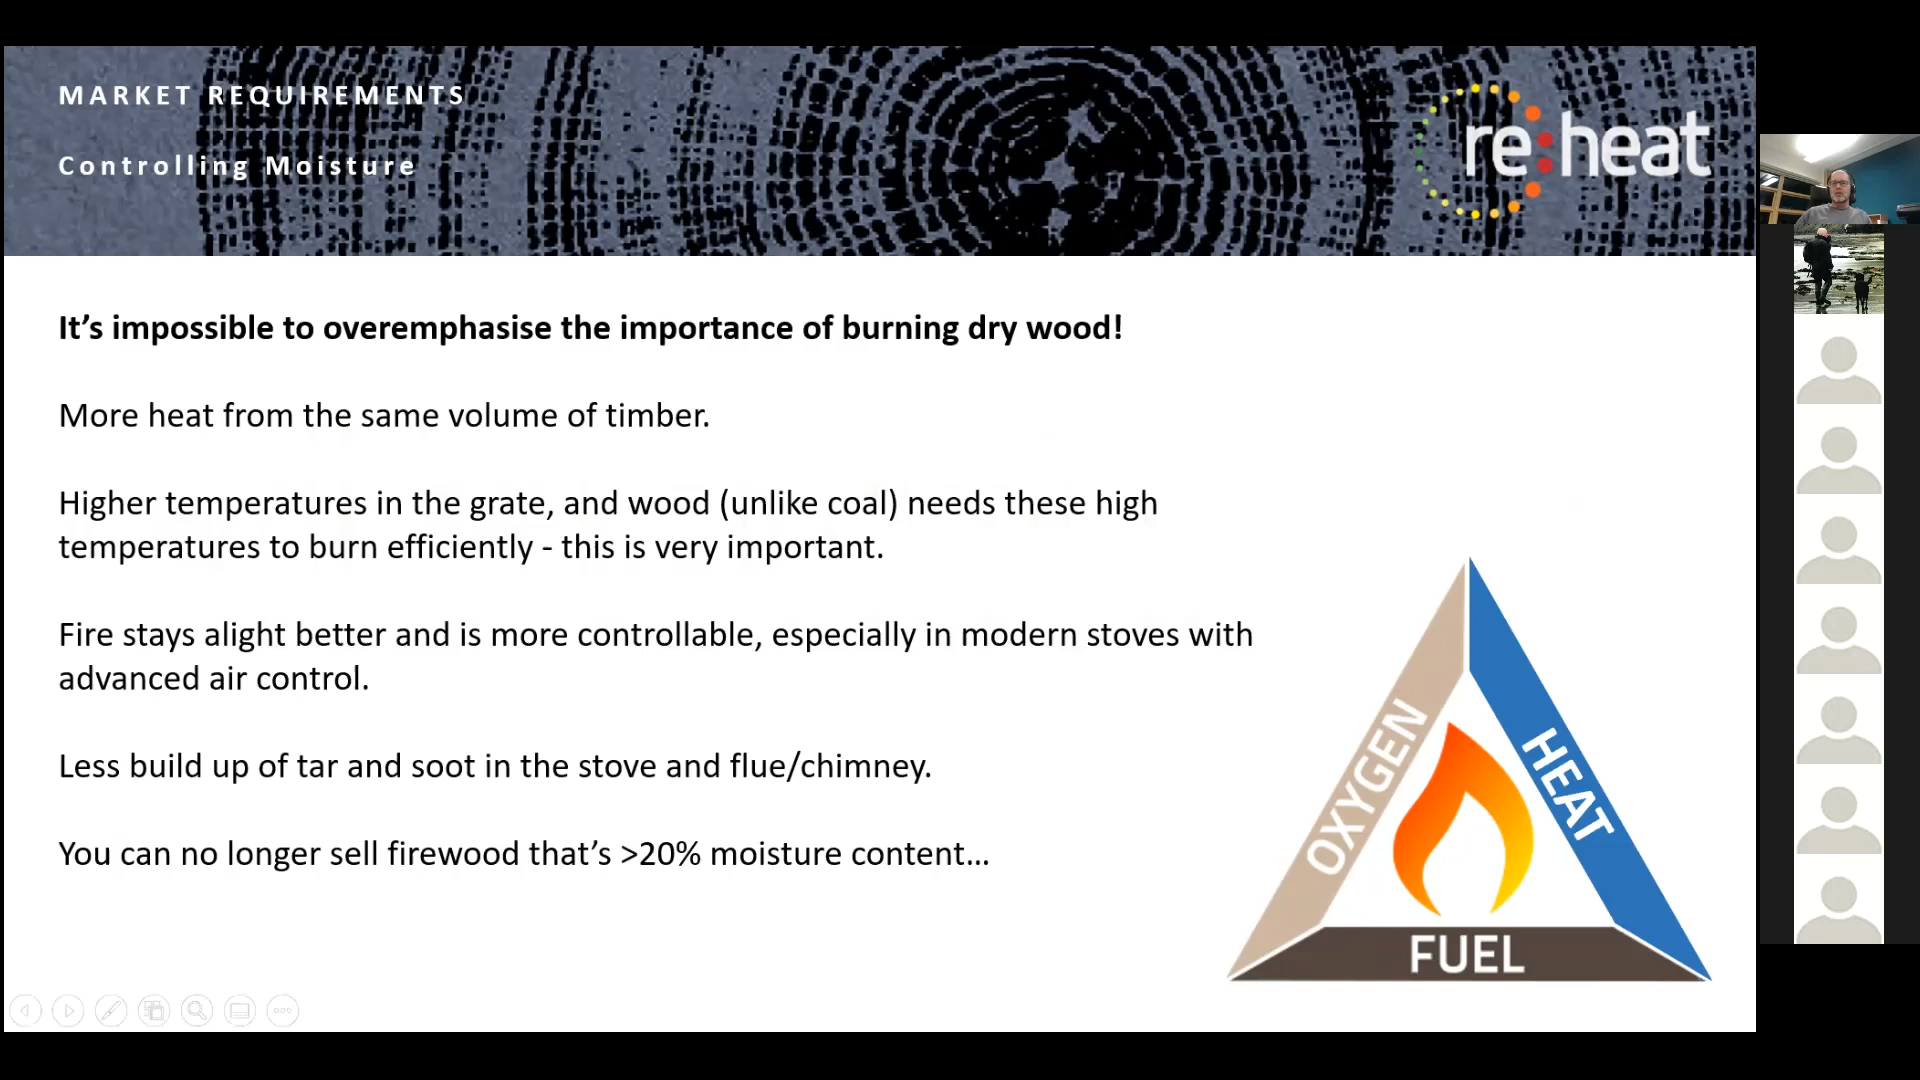 MARKET REQUIREMENTS
Controlling Moisture
re:heat
It's impossible to overemphasise the importance of burning dry wood!
More heat from the same volume of timber.
Higher temperatures in the grate, and wood (unlike coal) needs these high
temperatures to burn efficiently - this is very important.
Fire stays alight better and is more controllable, especially in modern stoves with
advanced air control.
Less build up of tar and soot in the stove and flue/chimney.
You can no longer sell firewood that's >20% moisture content...
OXYGEN
HEAT
FUEL